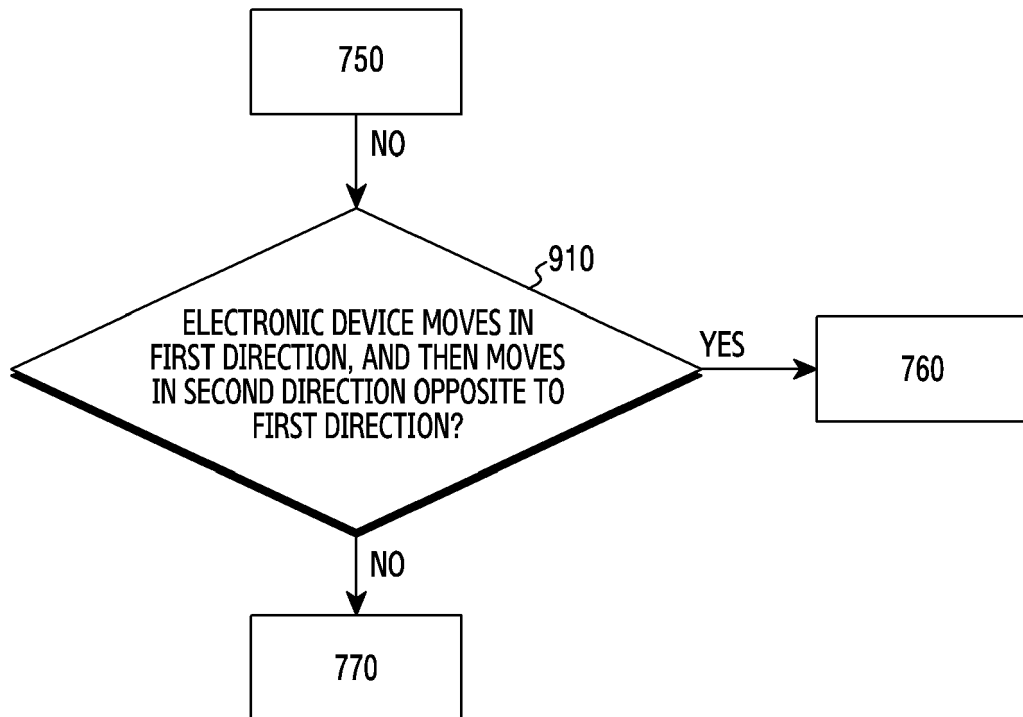 750
NO
910
ELECTRONIC DEVICE MOVES IN
FIRST DIRECTION, AND THEN MOVES
IN SECOND DIRECTION OPPOSITE TO
FIRST DIRECTION?
YES
760
NO
770